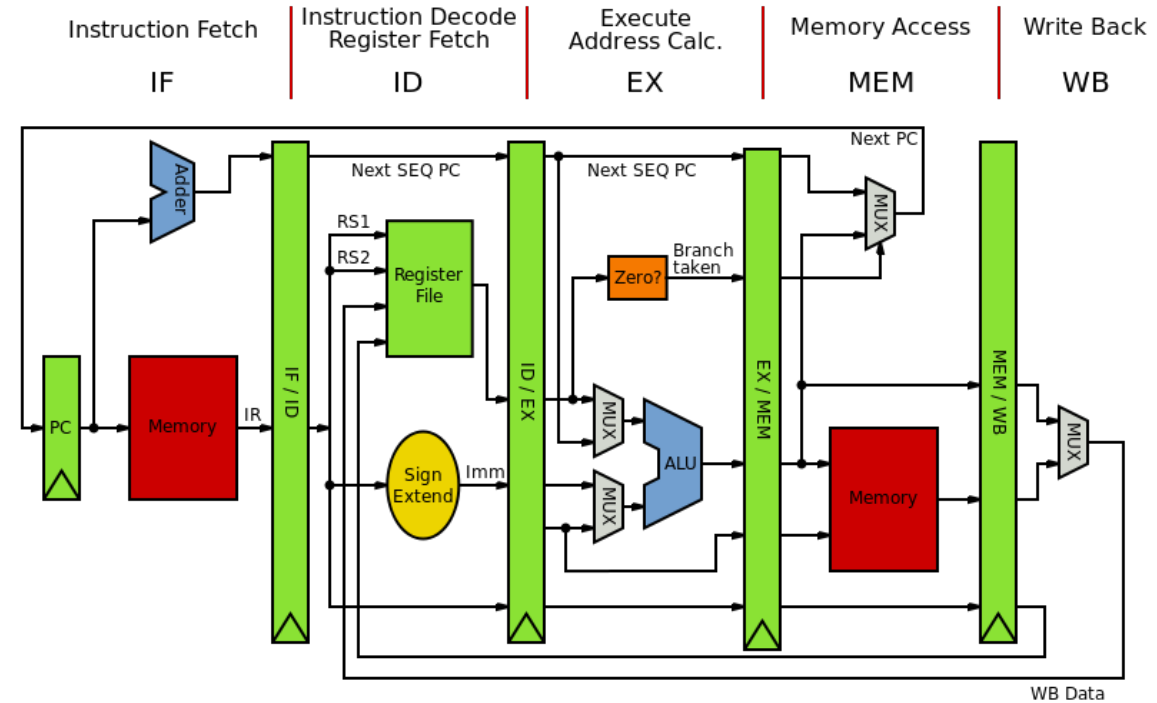 Instruction Fetch
IF
Instruction Decode
Register Fetch
ID
Execute
Address Calc.
EX
Memory Access
MEM
Write Back
WB
Next PC
Adder
Next SEQ PC
Next SEQ PC
MUX
RS1
RS2
Register
File
Zero?
Branch
taken
PC
Memory
IR
IF / ID
Sign
Extend
Imm
ID / EX
MUX
MUX
ALU
EX / MEM
Memory
MEM / WB
MUX
WB Data